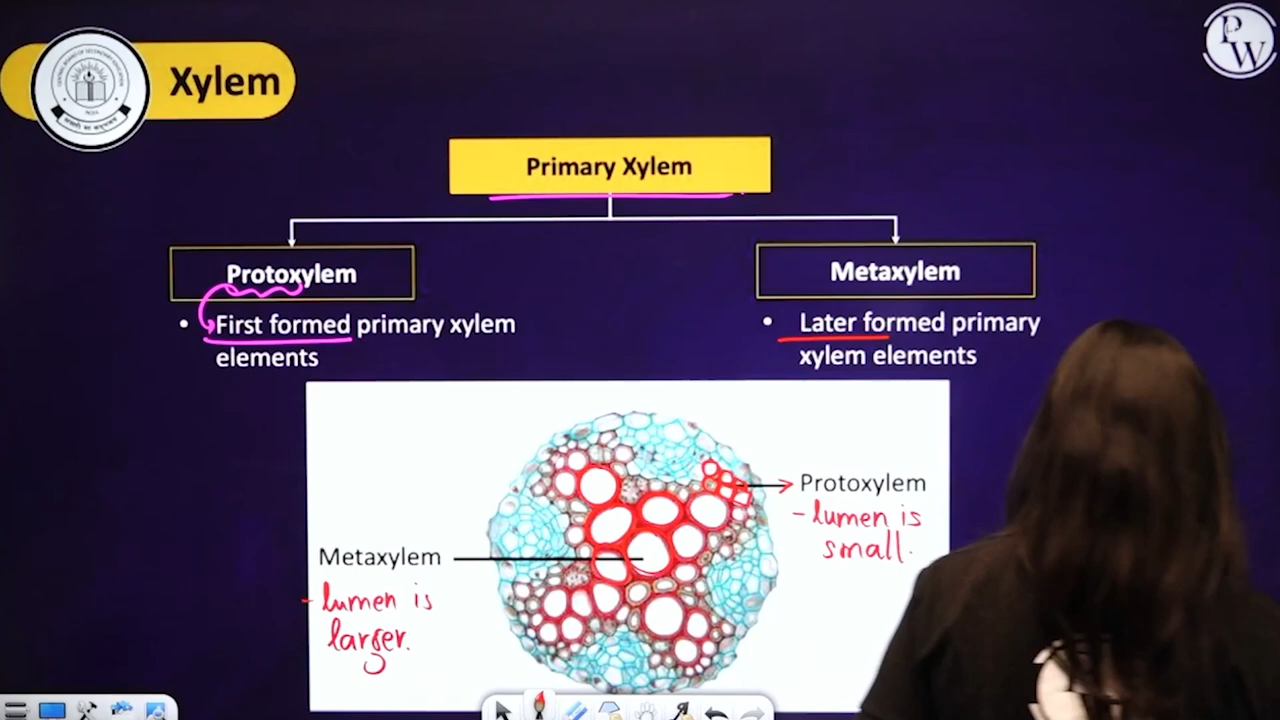 Xylem
PW
Primary Xylem
Protoxylem
Metaxylem
• First formed primary xylem
elements
• Later formed primary
xylem elements
Protoxylem
- lumen is
small.
Metaxylem
- lumen is
larger.